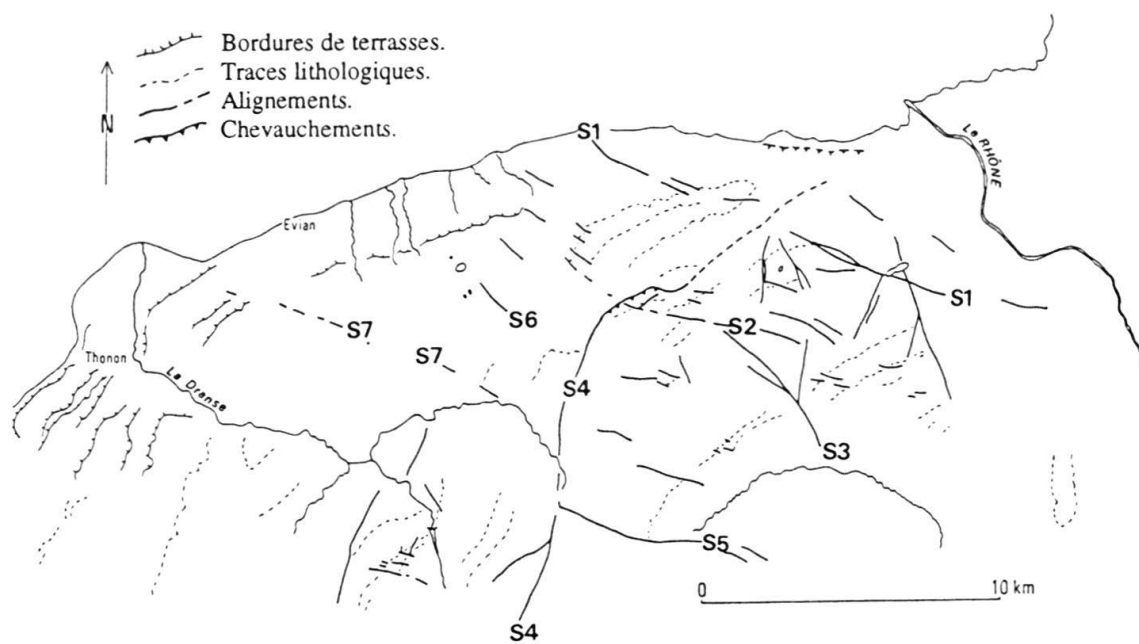 Bordures de terrasses.
Traces lithologiques.
Alignements.
Chevauchements.
N
S1
Le RHÔNE
Evian
S1
S6
S7
S2
S7
Thonon
S4
La Dranse
S3
S5
0
10 km
S4